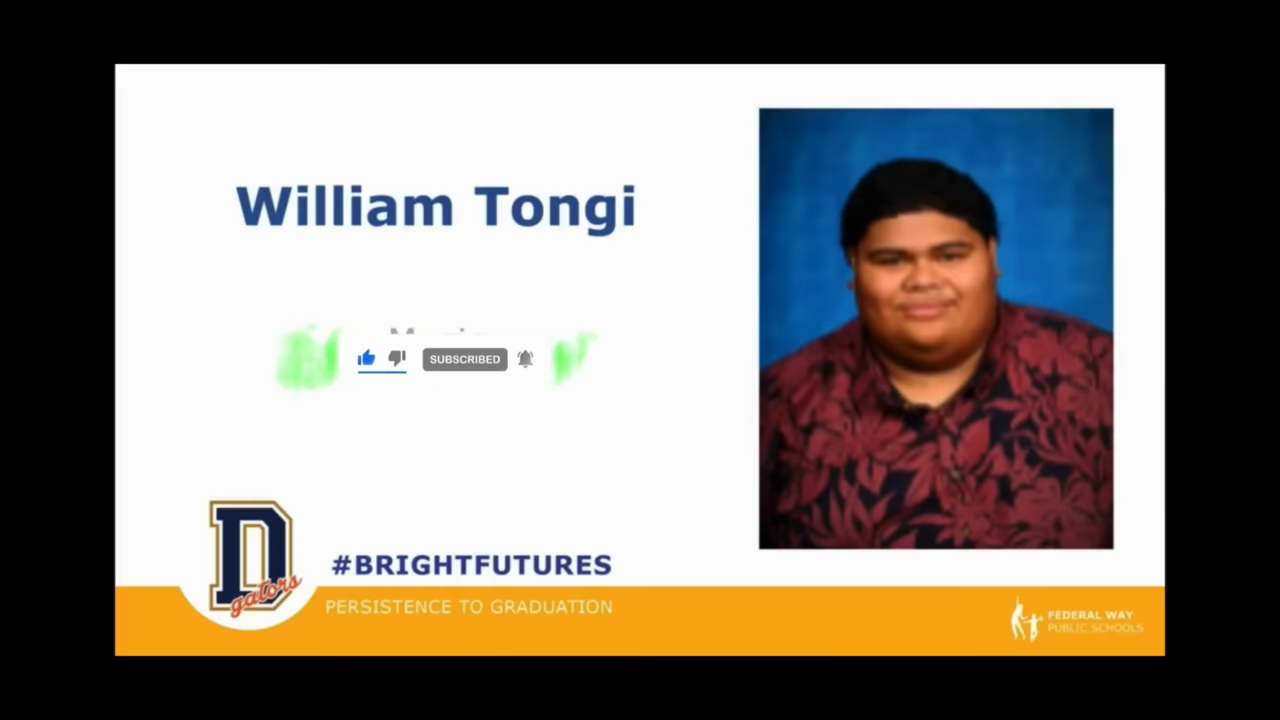 William Tongi
SUBSCRIBED
D
gators
#BRIGHTFUTURES
PERSISTENCE TO GRADUATION
FEDERAL WAY
PUBLIC SCHOOLS